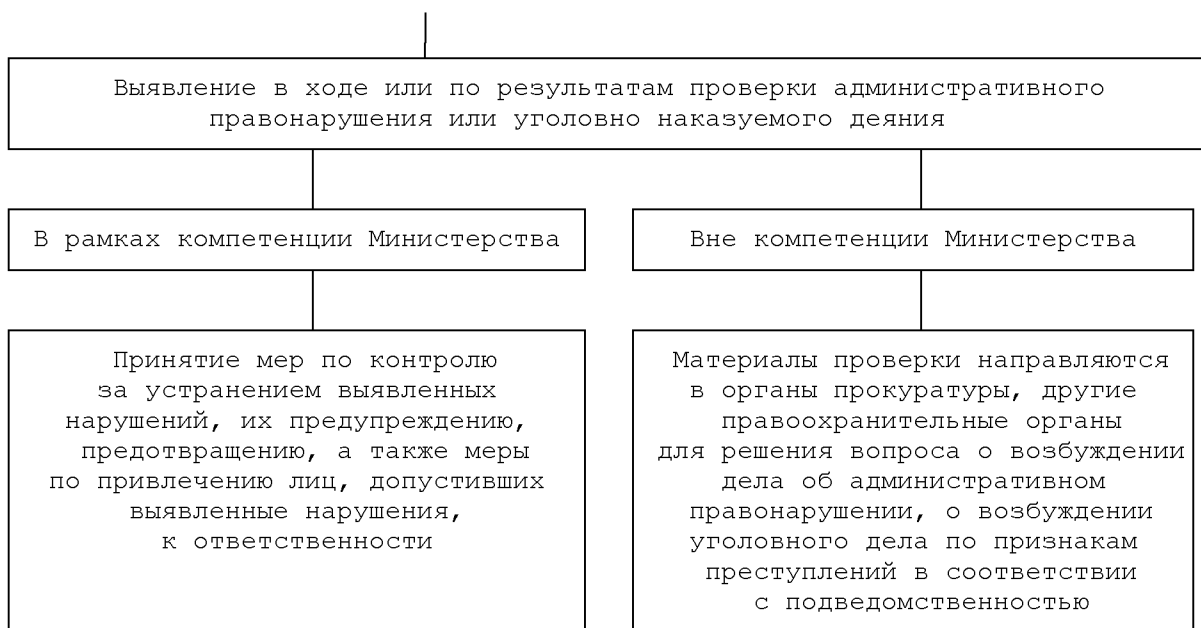 Выявление в ходе или по результатам проверки административного
правонарушения или уголовно наказуемого деяния
В рамках компетенции Министерства
Вне компетенции Министерства
Принятие мер по контролю
за устранением выявленных
нарушений, их предупреждению,
предотвращению, а также меры
по привлечению лиц, допустивших
выявленные нарушения,
к ответственности
Материалы проверки направляются
в органы прокуратуры, другие
правоохранительные органы
для решения вопроса о возбуждении
дела об административном
правонарушении, о возбуждении
уголовного дела по признакам
преступлений в соответствии
с подведомственностью